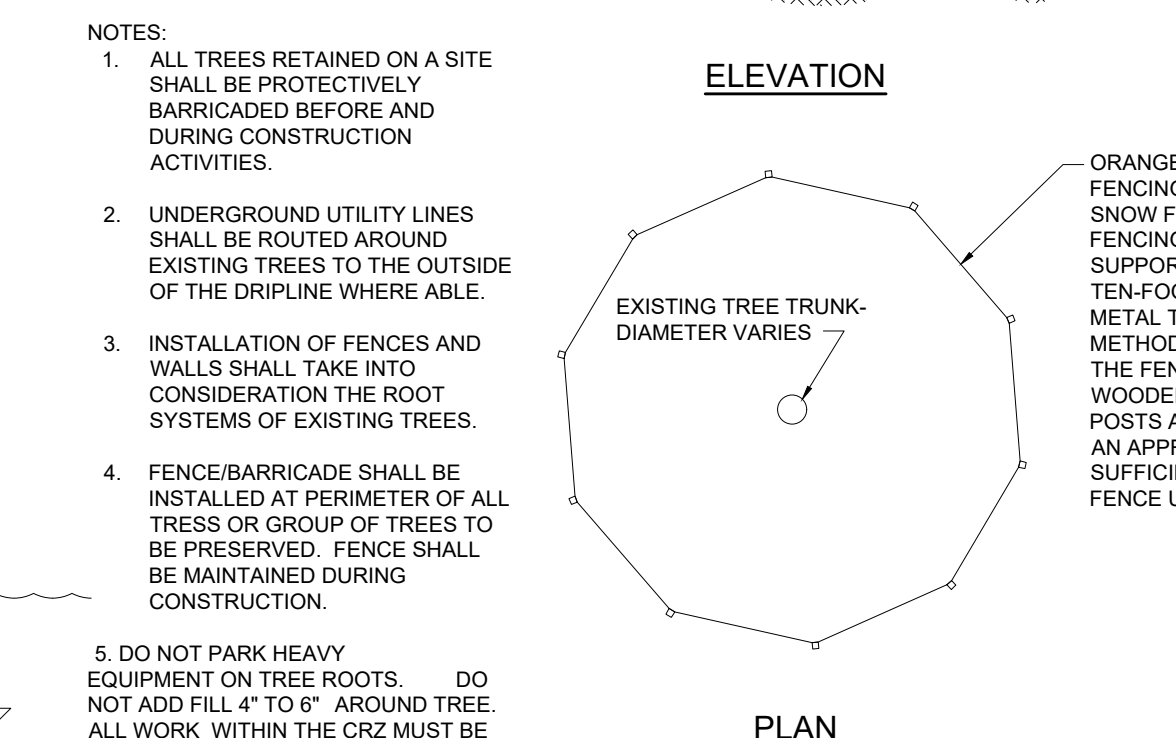 NOTES:
1. ALL TREES RETAINED ON A SITE
SHALL BE PROTECTIVELY
BARRICADED BEFORE AND
DURING CONSTRUCTION
ACTIVITIES.
2. UNDERGROUND UTILITY LINES
SHALL BE ROUTED AROUND
EXISTING TREES TO THE OUTSIDE
OF THE DRIPLINE WHERE ABLE.
3. INSTALLATION OF FENCES AND
WALLS SHALL TAKE INTO
CONSIDERATION THE ROOT
SYSTEMS OF EXISTING TREES.
4. FENCE/BARRICADE SHALL BE
INSTALLED AT PERIMETER OF ALL
TRESS OR GROUP OF TREES TO
BE PRESERVED. FENCE SHALL
BE MAINTAINED DURING
CONSTRUCTION.
5. DO NOT PARK HEAVY
EQUIPMENT ON TREE ROOTS. DO
NOT ADD FILL 4" TO 6" AROUND TREE.
ALL WORK WITHIN THE CRZ MUST BE
ELEVATION
EXISTING TREE TRUNK-
DIAMETER VARIES
PLAN
ORANGE
FENCING
SNOW F
FENCING
SUPPOR
TEN-FOO
METAL T
METHOD
THE FEN
WOODE
POSTS A
AN APPR
SUFFICI
FENCE U